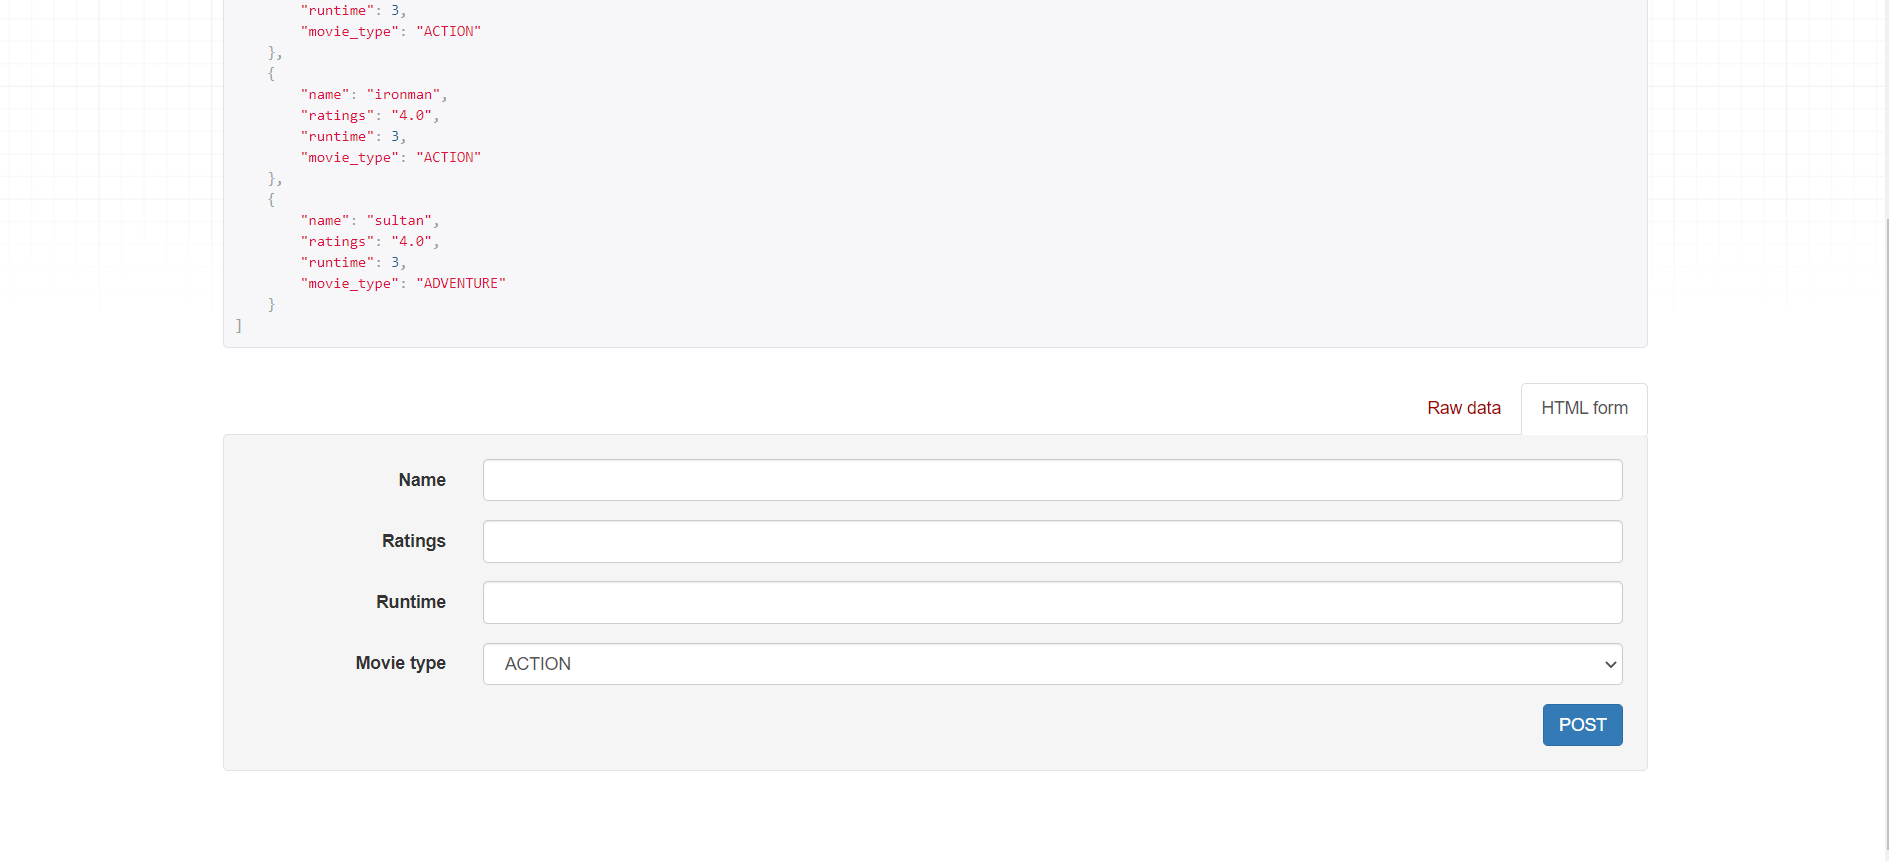 "runtime": 3,
"movie_type": "ACTION"
},
{
"name": "ironman",
"ratings": "4.0",
"runtime": 3,
"movie_type": "ACTION"
},
{
"name": "sultan",
"ratings": "4.0",
"runtime": 3,
"movie_type": "ADVENTURE"
}
]
Raw data HTML form
Name
Ratings
Runtime
Movie type ACTION
POST